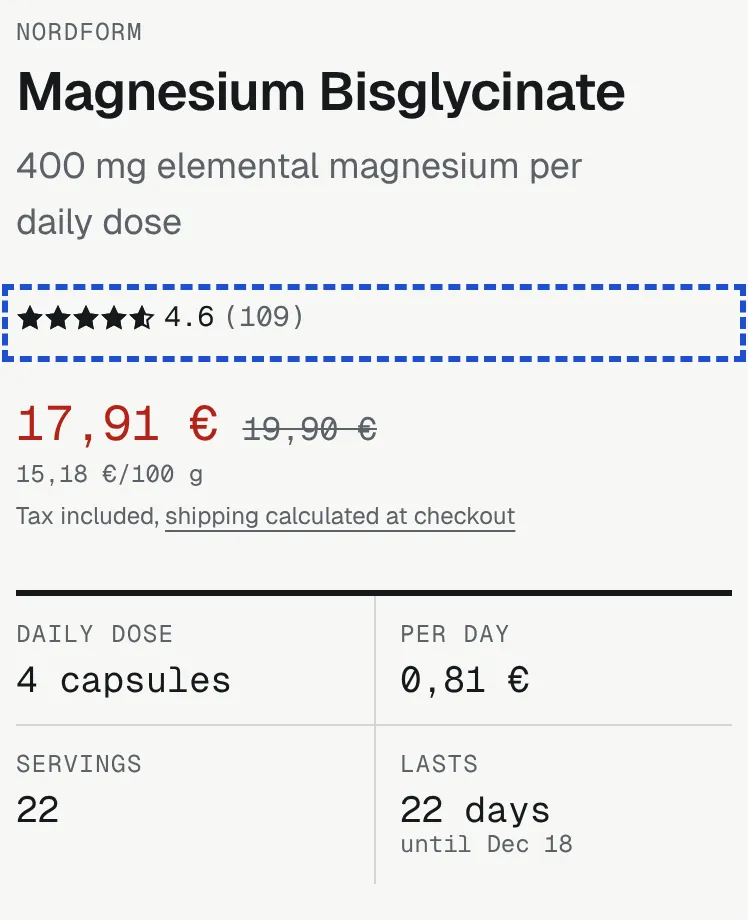 NORDFORM
Magnesium Bisglycinate
400 mg elemental magnesium per
daily dose
4.6 (109)
17,91 € 19,90 €
15,18 €/100 g
Tax included, shipping calculated at checkout
DAILY DOSE
4 capsules
PER DAY
0,81 €
SERVINGS
22
LASTS
22 days
until Dec 18